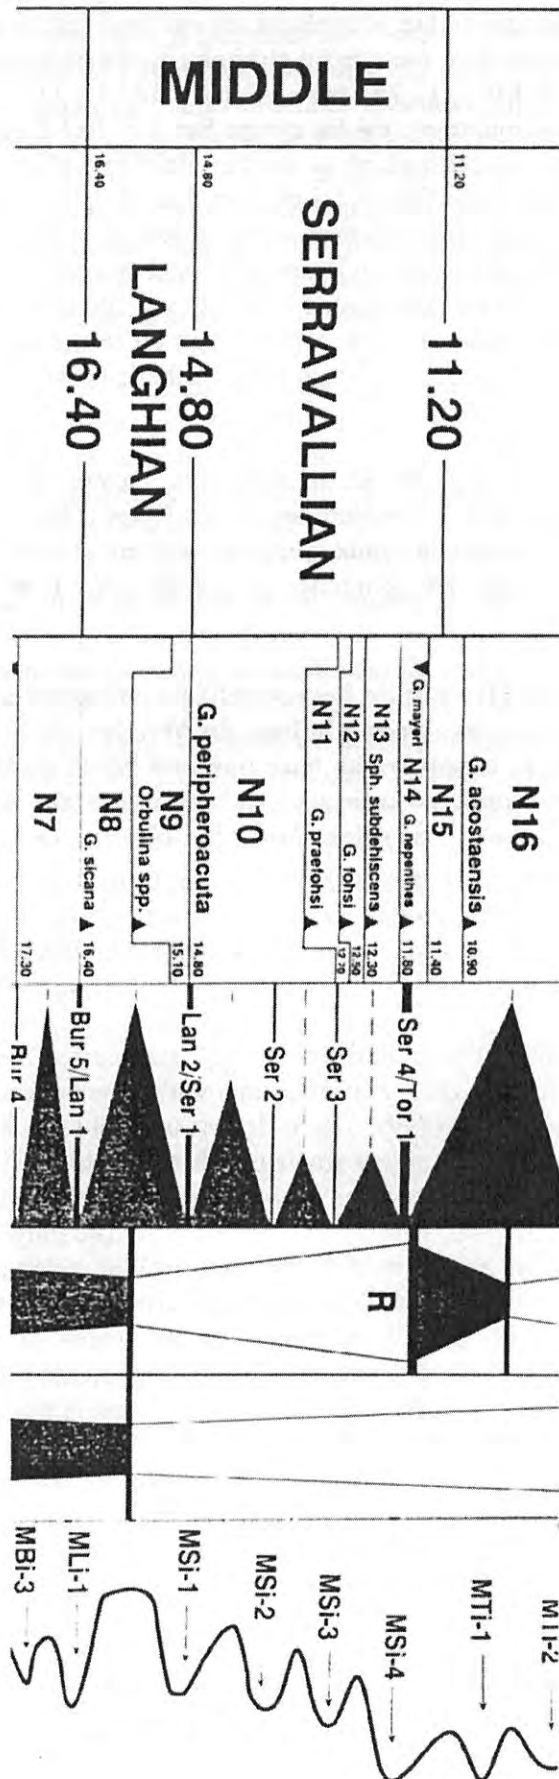 MIDDLE
16.40
14.80
11.20
SERRAVALLIAN
LANGHIAN
11.20
14.80
16.40
N16
G. acostaensis
10.90
N15
11.40
G. mayeri
N14
G. nepenthes
11.80
N13
Sph. subdehiscens
12.30
N12
G. fohsi
12.50
N11
G. praefohsi
12.70
N10
G. peripheroacuta
14.80
N9
Orbulina spp.
15.10
N8
G. sicana
16.40
N7
17.30
Ser 4/Tor 1
Ser 3
Ser 2
Lan 2/Ser 1
Bur 5/Lan 1
Bur 4
R
MTi-2
MTi-1
MSi-4
MSi-3
MSi-2
MSi-1
MLi-1
MBi-3